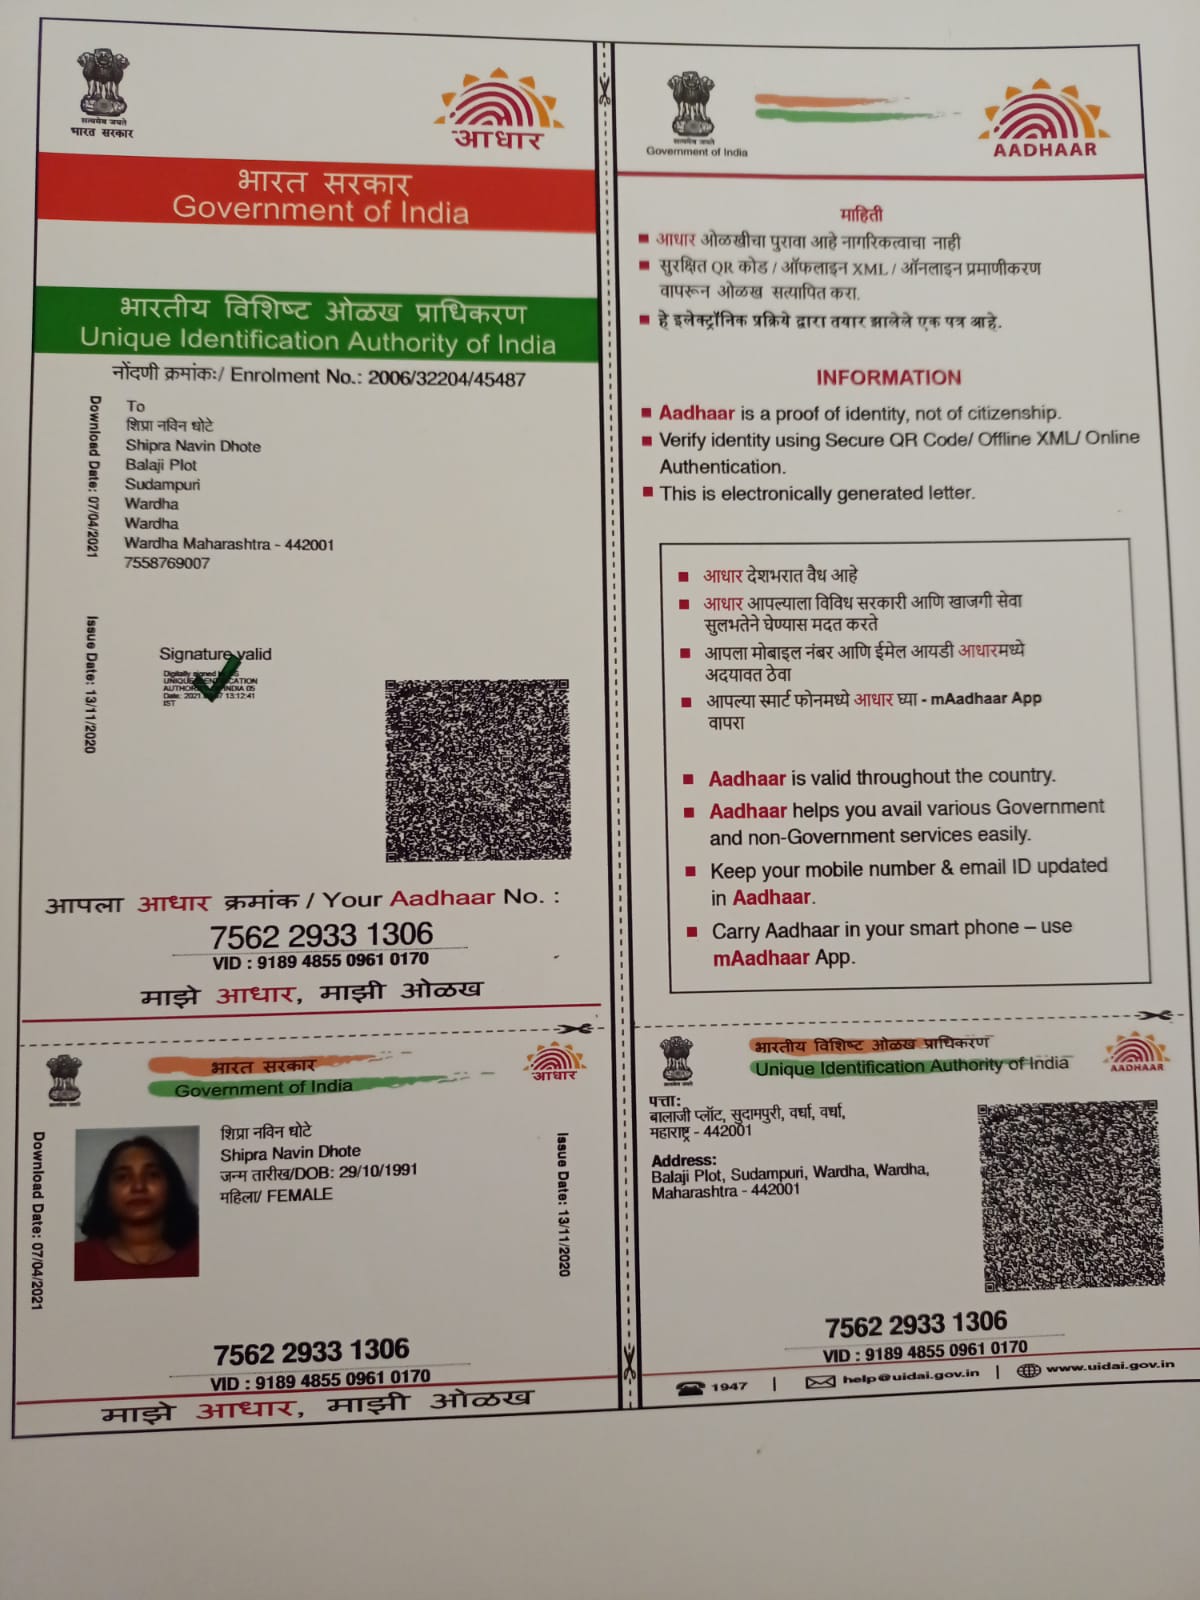 सत्यमेव जयते
भारत सरकार
आधार
भारत सरकार
Government of India
भारतीय विशिष्ट ओळख प्राधिकरण
Unique Identification Authority of India
नोंदणी क्रमांकः/ Enrolment No.: 2006/32204/45487
Download Date: 07/04/2021
To
शिप्रा नविन धोटे
Shipra Navin Dhote
Balaji Plot
Sudampuri
Wardha
Wardha
Wardha Maharashtra - 442001
7558769007
Issue Date: 13/11/2020
Signature valid
Digitally signed
UNIQUE
INDIA 05
13:12:41
IST
आपला आधार क्रमांक / Your Aadhaar No. :
7562 2933 1306
VID : 9189 4855 0961 0170
माझे आधार, माझी ओळख
भारत सरकार
Government of India
आधार
Download Date: 07/04/2021
शिप्रा नविन धोटे
Shipra Navin Dhote
जन्म तारीख/DOB: 29/10/1991
महिला/ FEMALE
Issue Date: 13/11/2020
7562 2933 1306
VID : 9189 4855 0961 0170
माझे आधार, माझी ओळख
सत्यमेव जयते
Government of India
AADHAAR
माहिती
आधार ओळखीचा पुरावा आहे नागरिकत्वाचा नाही
सुरक्षित QR कोड / ऑफलाइन XML / ऑनलाइन प्रमाणीकरण
वापरून ओळख सत्यापित करा.
हे इलेक्ट्रॉनिक प्रक्रिये द्वारा तयार झालेले एक पत्र आहे.
INFORMATION
Aadhaar is a proof of identity, not of citizenship.
Verify identity using Secure QR Code/ Offline XML/ Online
Authentication.
This is electronically generated letter.
आधार देशभरात वैध आहे
आधार आपल्याला विविध सरकारी आणि खाजगी सेवा
सुलभतेने घेण्यास मदत करते
आपला मोबाइल नंबर आणि ईमेल आयडी आधारमध्ये
अदयावत ठेवा
आपल्या स्मार्ट फोनमध्ये आधार घ्या - mAadhaar App
वापरा
Aadhaar is valid throughout the country.
Aadhaar helps you avail various Government
and non-Government services easily.
Keep your mobile number & email ID updated
in Aadhaar.
Carry Aadhaar in your smart phone – use
mAadhaar App.
भारतीय विशिष्ट ओळख प्राधिकरण
Unique Identification Authority of India
AADHAAR
पत्ता:
बालाजी प्लॉट, सुदामपुरी, वर्धा, वर्धा,
महाराष्ट्र - 442001
Address:
Balaji Plot, Sudampuri, Wardha, Wardha,
Maharashtra - 442001
7562 2933 1306
VID : 9189 4855 0961 0170
1947 | help@uidai.gov.in | www.uidai.gov.in